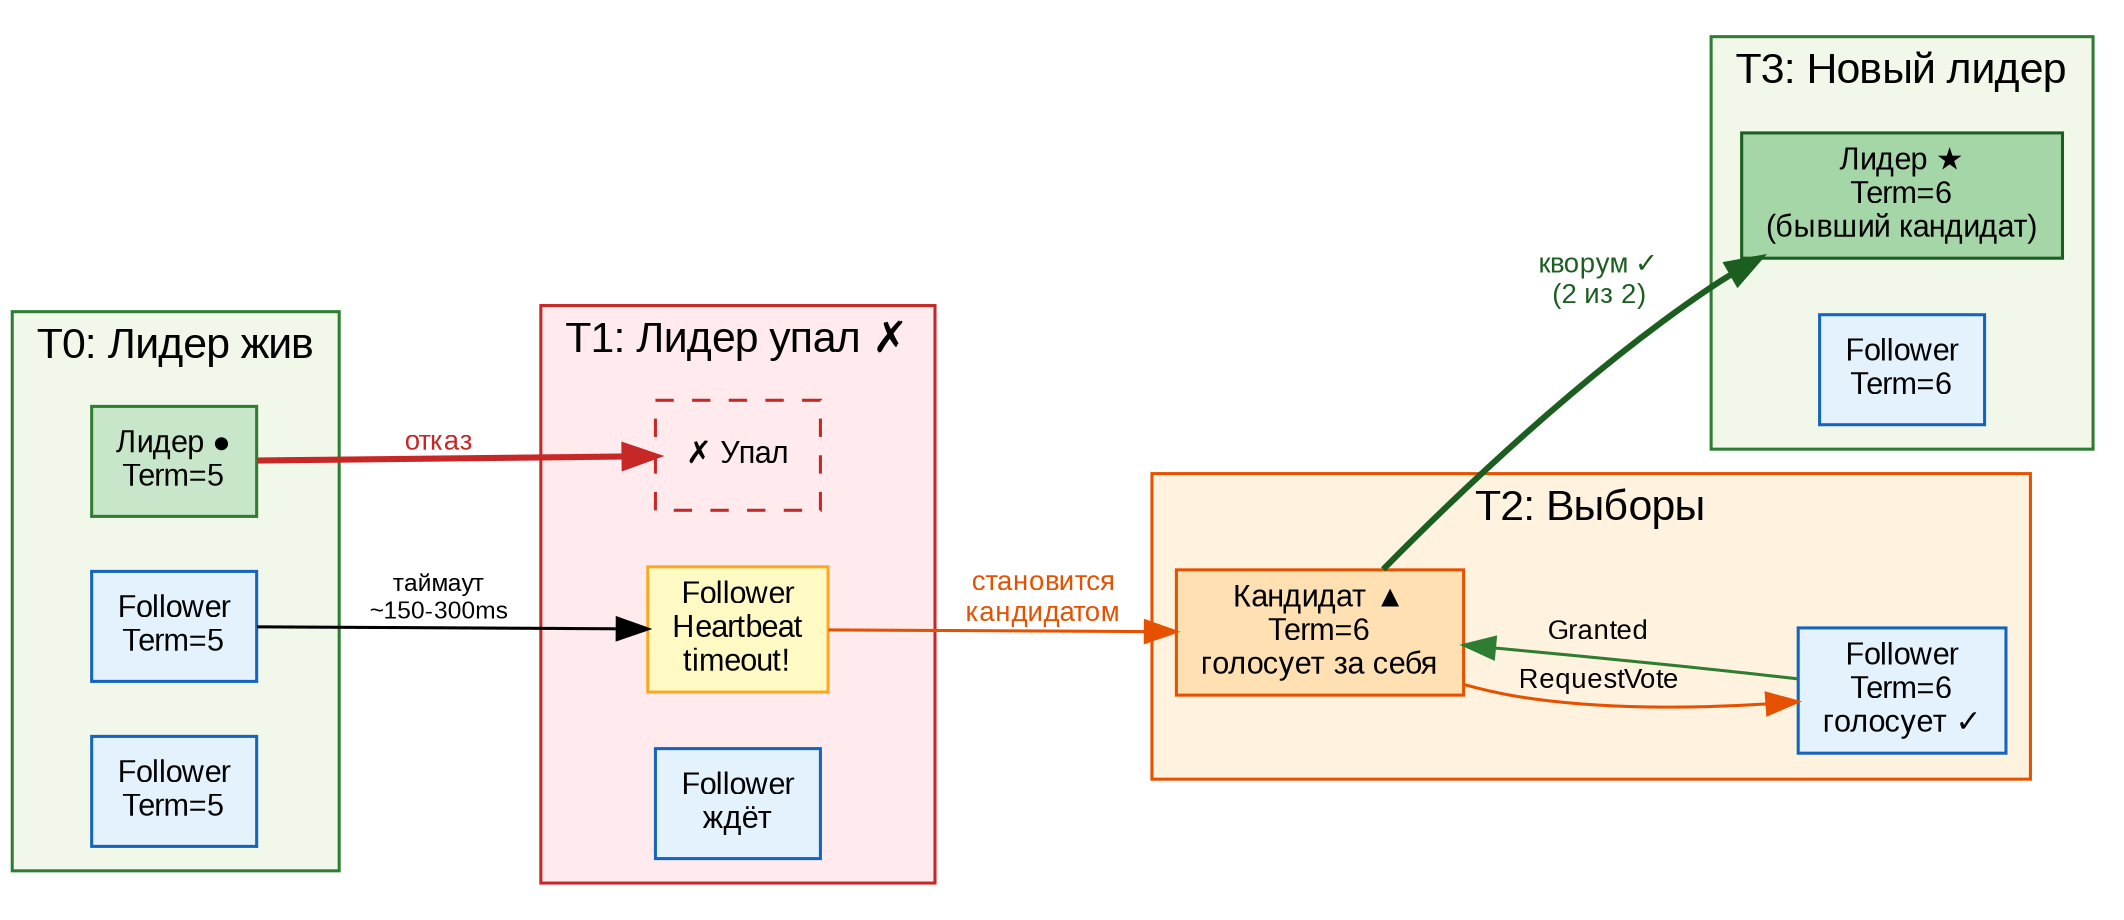 T0: Лидер жив
Лидер ●
Term=5
Follower
Term=5
Follower
Term=5
отказ
таймаут
~150-300ms
T1: Лидер упал ✗
✗ Упал
Follower
Heartbeat
timeout!
Follower
ждёт
становится
кандидатом
T2: Выборы
Кандидат ▲
Term=6
голосует за себя
Granted
RequestVote
Follower
Term=6
голосует ✓
кворум ✓
(2 из 2)
T3: Новый лидер
Лидер ★
Term=6
(бывший кандидат)
Follower
Term=6